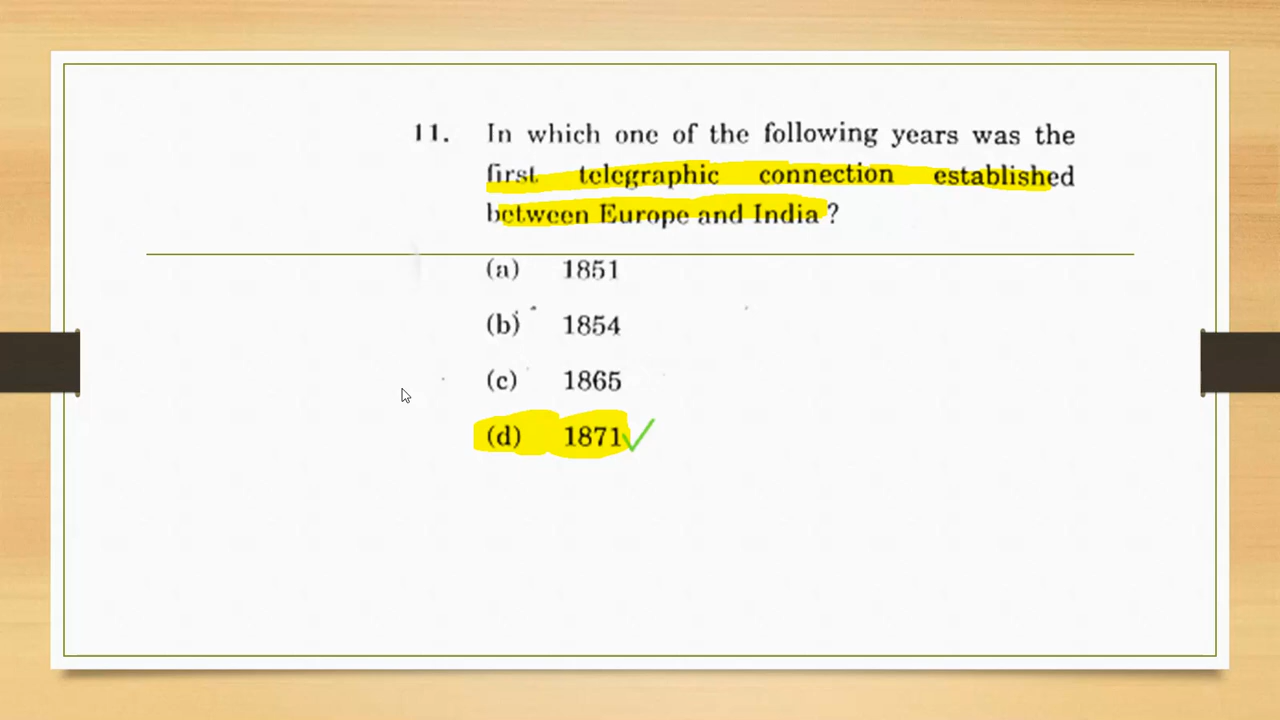 11. In which one of the following years was the
first telegraphic connection established
between Europe and India ?
(a) 1851
(b) 1854
(c) 1865
(d) 1871